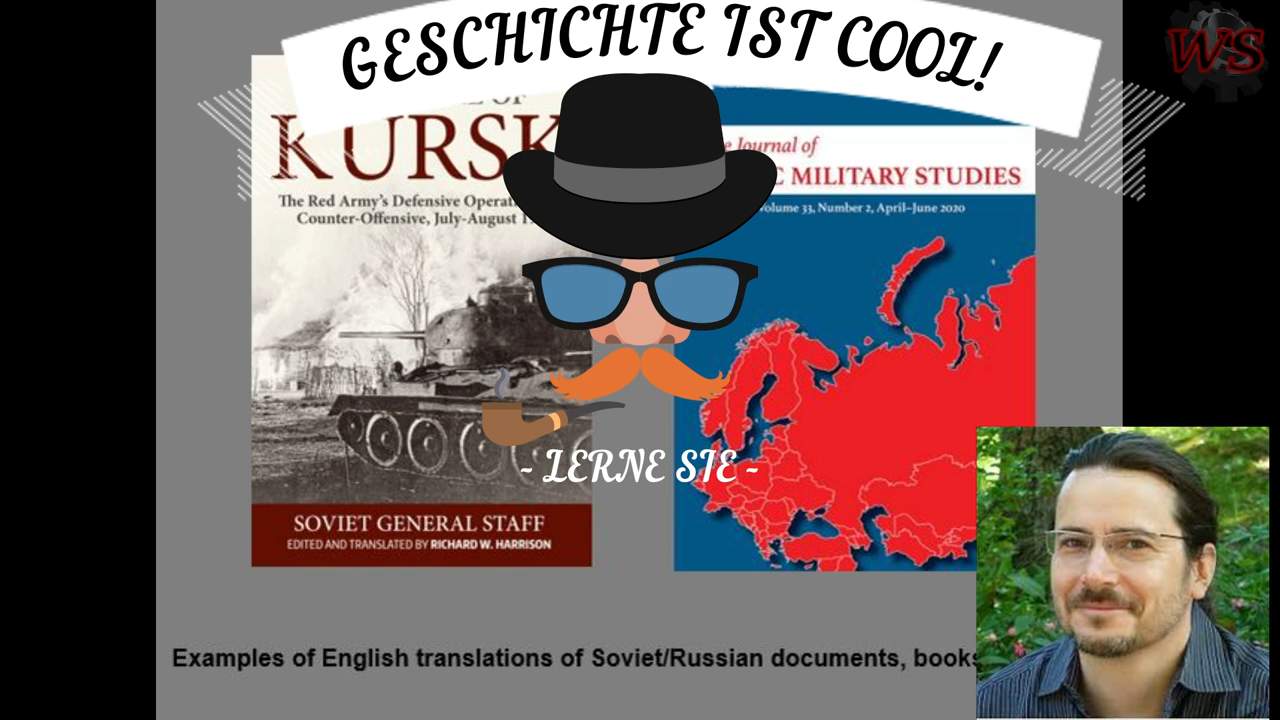 GESCHICHTE IST COOL!
WS
OF
KURSK
The Red Army's Defensive
Counter-Offensive, July-August
SOVIET GENERAL STAFF
EDITED AND TRANSLATED BY RICHARD W. HARRISON
Journal of
MILITARY STUDIES
Volume 33, Number 2, April–June 2020
- LERNE SIE -
Examples of English translations of Soviet/Russian documents, books